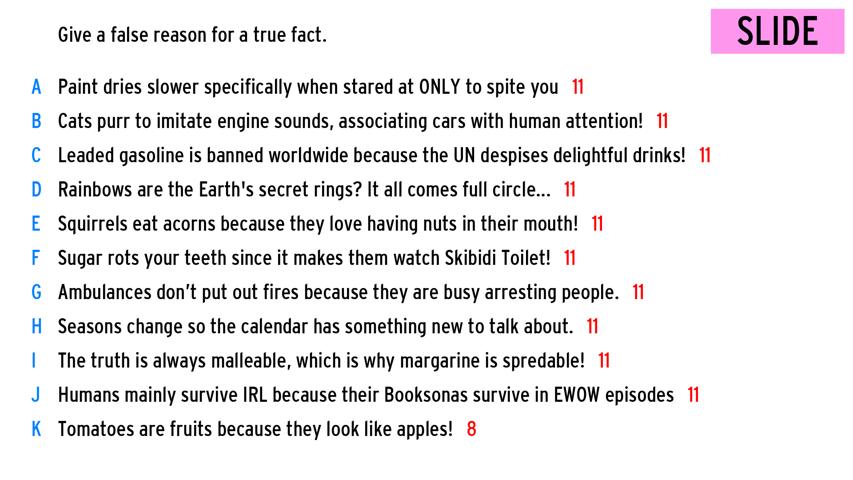 Give a false reason for a true fact.
SLIDE
A Paint dries slower specifically when stared at ONLY to spite you 11
B Cats purr to imitate engine sounds, associating cars with human attention! 11
C Leaded gasoline is banned worldwide because the UN despises delightful drinks! 11
D Rainbows are the Earth's secret rings? It all comes full circle... 11
E Squirrels eat acorns because they love having nuts in their mouth! 11
F Sugar rots your teeth since it makes them watch Skibidi Toilet! 11
G Ambulances don’t put out fires because they are busy arresting people. 11
H Seasons change so the calendar has something new to talk about. 11
I The truth is always malleable, which is why margarine is spredable! 11
J Humans mainly survive IRL because their Booksonas survive in EWOW episodes 11
K Tomatoes are fruits because they look like apples! 8